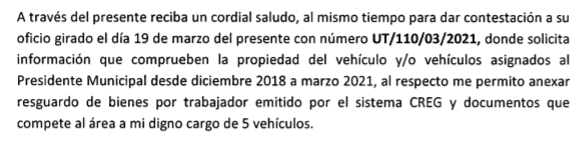 A través del presente reciba un cordial saludo, al mismo tiempo para dar contestación a su
oficio girado el día 19 de marzo del presente con número UT/110/03/2021, donde solicita
información que comprueben la propiedad del vehículo y/o vehículos asignados al
Presidente Municipal desde diciembre 2018 a marzo 2021, al respecto me permito anexar
resguardo de bienes por trabajador emitido por el sistema CREG y documentos que
compete al área a mi digno cargo de 5 vehículos.